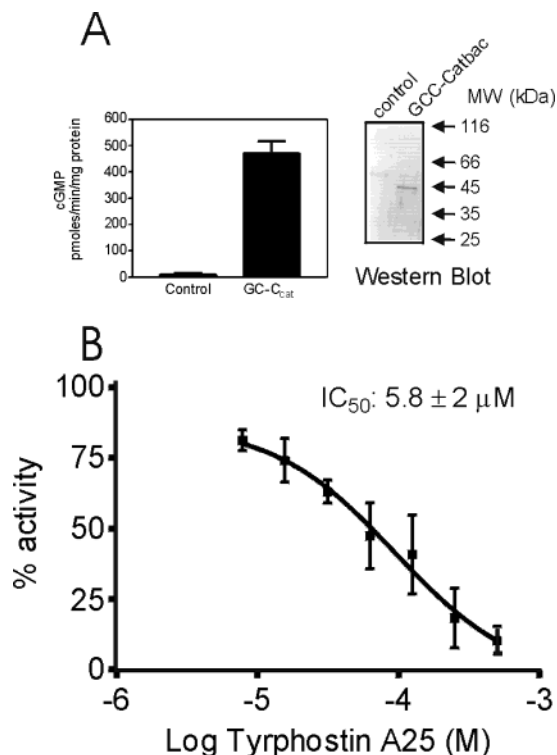 A
control
GCC-Catbac
MW (kDa)
116
66
45
35
25
Western Blot
cGMP
pmoles/min/mg protein
600
500
400
300
200
100
0
Control
GC-Ccat
B
IC50: 5.8 ± 2 μM
% activity
100
75
50
25
0
-6
-5
-4
-3
Log Tyrphostin A25 (M)